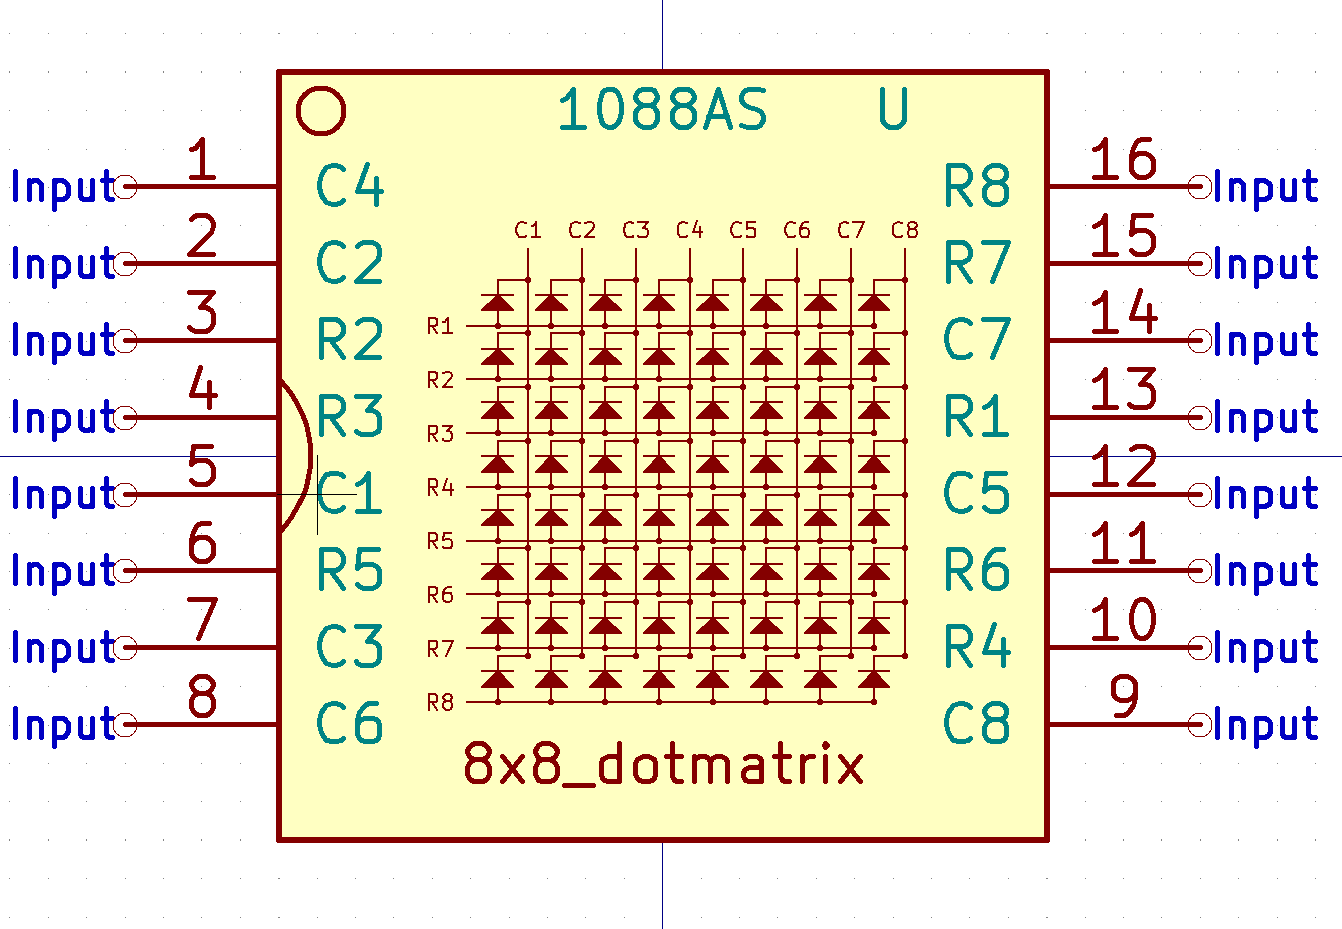 1088AS U
Input 1 C4 R8 16 Input
Input 2 C2 R7 15 Input
Input 3 R2 C7 14 Input
Input 4 R3 R1 13 Input
Input 5 C1 C5 12 Input
Input 6 R5 R6 11 Input
Input 7 C3 R4 10 Input
Input 8 C6 C8 9 Input
C1 C2 C3 C4 C5 C6 C7 C8
R1
R2
R3
R4
R5
R6
R7
R8
8x8_dotmatrix